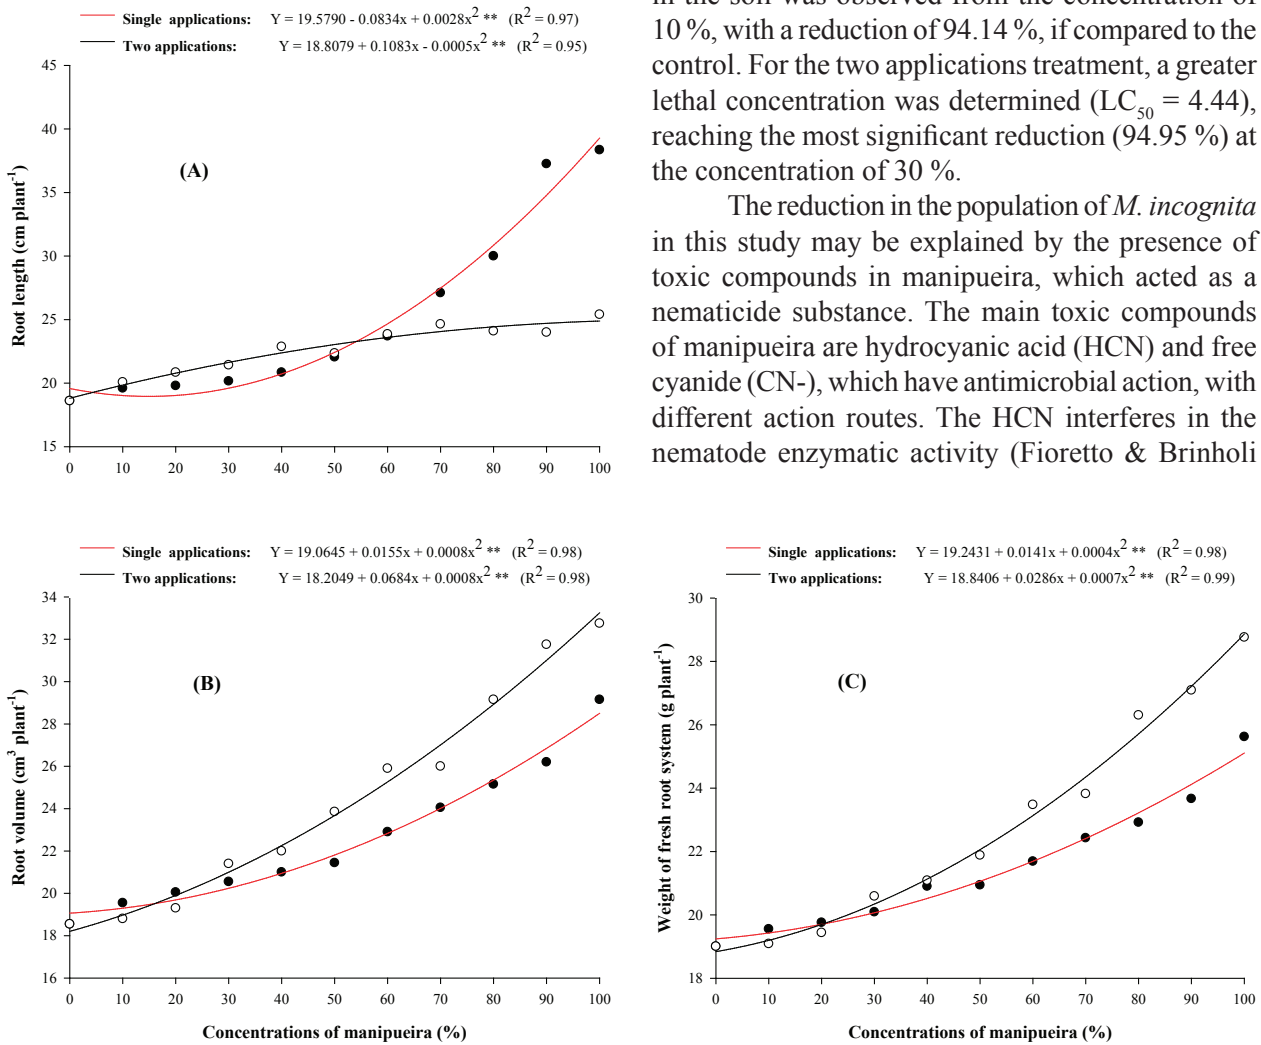 Single applications: Y = 19.5790 - 0.0834x + 0.0028x² ** (R² = 0.97)
Two applications: Y = 18.8079 + 0.1083x - 0.0005x² ** (R² = 0.95)
45
40
35
30
25
20
15
(A)
Root length (cm plant⁻¹)
0 10 20 30 40 50 60 70 80 90 100
in the soil was observed from the concentration of
10 %, with a reduction of 94.14 %, if compared to the
control. For the two applications treatment, a greater
lethal concentration was determined (LC₅₀ = 4.44),
reaching the most significant reduction (94.95 %) at
the concentration of 30 %.
The reduction in the population of M. incognita
in this study may be explained by the presence of
toxic compounds in manipueira, which acted as a
nematicide substance. The main toxic compounds
of manipueira are hydrocyanic acid (HCN) and free
cyanide (CN-), which have antimicrobial action, with
different action routes. The HCN interferes in the
nematode enzymatic activity (Fioretto & Brinholi
Single applications: Y = 19.0645 + 0.0155x + 0.0008x² ** (R² = 0.98)
Two applications: Y = 18.2049 + 0.0684x + 0.0008x² ** (R² = 0.98)
34
32
30
28
26
24
22
20
18
16
(B)
Root volume (cm³ plant⁻¹)
0 10 20 30 40 50 60 70 80 90 100
Concentrations of manipueira (%)
Single applications: Y = 19.2431 + 0.0141x + 0.0004x² ** (R² = 0.98)
Two applications: Y = 18.8406 + 0.0286x + 0.0007x² ** (R² = 0.99)
30
28
26
24
22
20
18
(C)
Weight of fresh root system (g plant⁻¹)
0 10 20 30 40 50 60 70 80 90 100
Concentrations of manipueira (%)